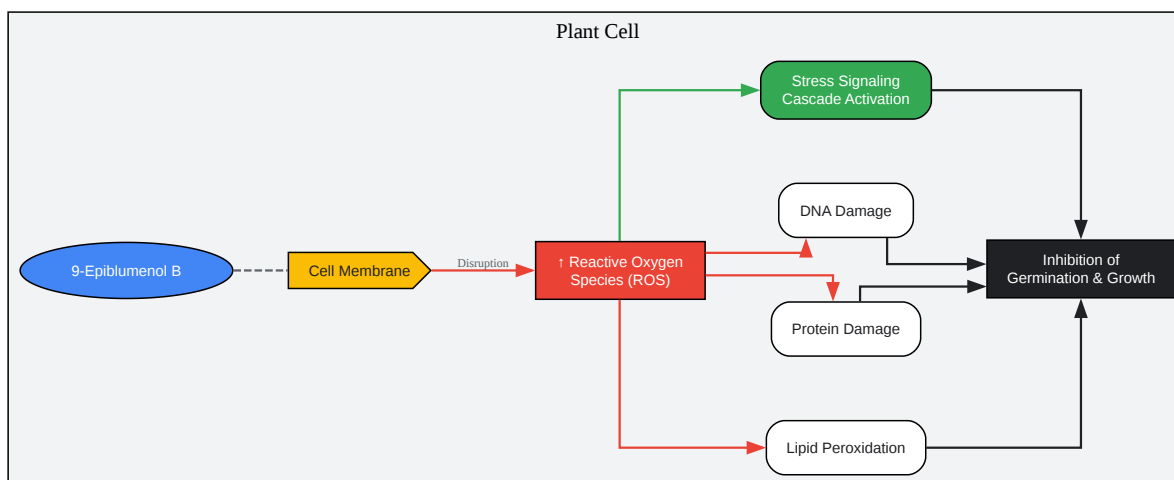 Plant Cell
Stress Signaling
Cascade Activation
DNA Damage
9-Epiblumenol B
Cell Membrane
Disruption
↑ Reactive Oxygen
Species (ROS)
Inhibition of
Germination & Growth
Protein Damage
Lipid Peroxidation